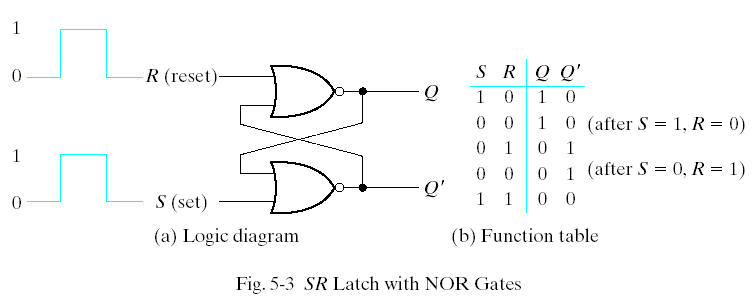 1
0
R (reset)
Q
1
0
S (set)
Q′
(a) Logic diagram
S R Q Q′
1 0 1 0
0 0 1 0 (after S = 1, R = 0)
0 1 0 1
0 0 0 1 (after S = 0, R = 1)
1 1 0 0
(b) Function table
Fig. 5-3 SR Latch with NOR Gates